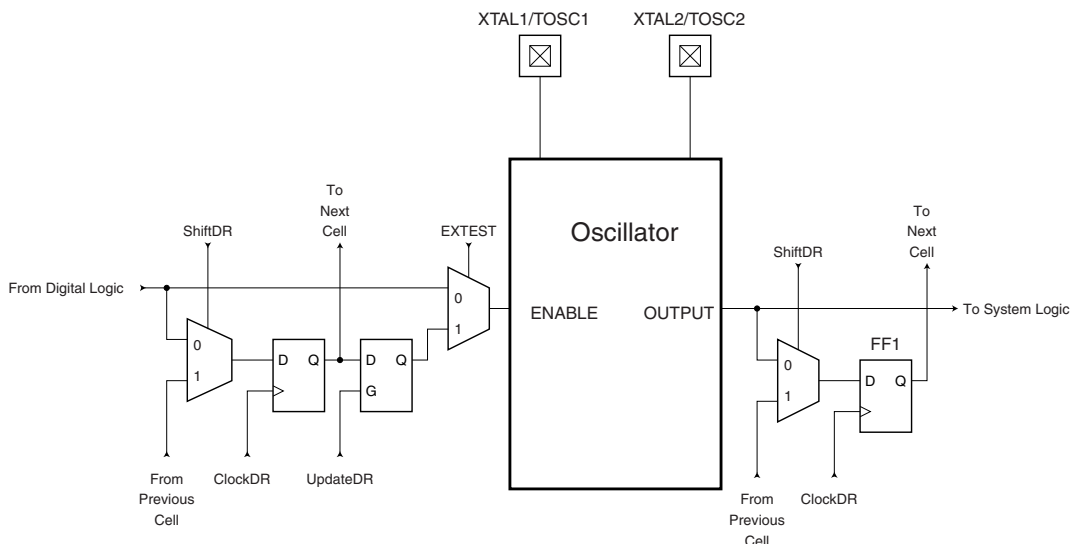 XTAL1/TOSC1
XTAL2/TOSC2
To
Next
Cell
ShiftDR
EXTEST
From Digital Logic
0
1
0
1
D Q
D Q
G
From
Previous
Cell
ClockDR
UpdateDR
Oscillator
ENABLE
OUTPUT
To
Next
Cell
ShiftDR
To System Logic
FF1
0
1
D Q
From
Previous
Cell
ClockDR